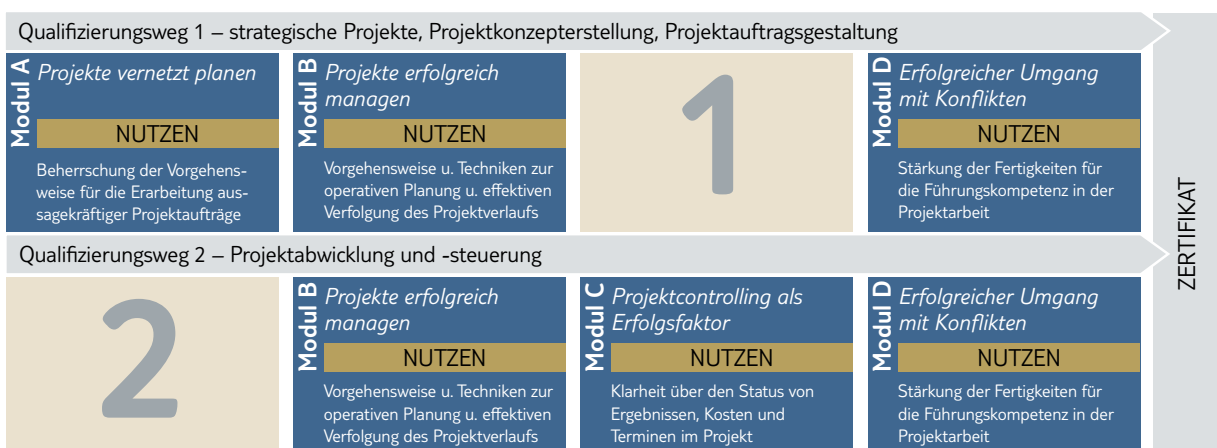 Qualifizierungsweg 1 – strategische Projekte, Projektkonzepterstellung, Projektauftragsgestaltung
Modul A
Projekte vernetzt planen
NUTZEN
Beherrschung der Vorgehens-
weise für die Erarbeitung aus-
sagekräftiger Projektaufträge
Modul B
Projekte erfolgreich
managen
NUTZEN
Vorgehensweise u. Techniken zur
operativen Planung u. effektiven
Verfolgung des Projektverlaufs
1
Modul D
Erfolgreicher Umgang
mit Konflikten
NUTZEN
Stärkung der Fertigkeiten für
die Führungskompetenz in der
Projektarbeit
Qualifizierungsweg 2 – Projektabwicklung und -steuerung
2
Modul B
Projekte erfolgreich
managen
NUTZEN
Vorgehensweise u. Techniken zur
operativen Planung u. effektiven
Verfolgung des Projektverlaufs
Modul C
Projektcontrolling als
Erfolgsfaktor
NUTZEN
Klarheit über den Status von
Ergebnissen, Kosten und
Terminen im Projekt
Modul D
Erfolgreicher Umgang
mit Konflikten
NUTZEN
Stärkung der Fertigkeiten für
die Führungskompetenz in der
Projektarbeit
ZERTIFIKAT